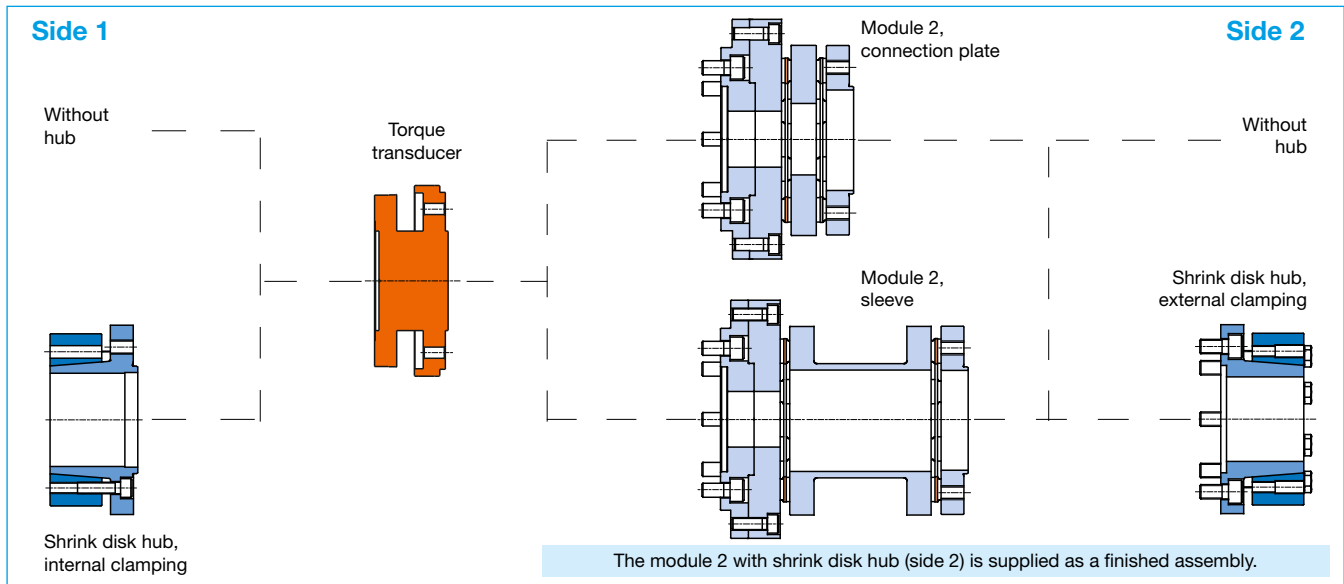 Side 1
Side 2
Module 2,
connection plate
Without
hub
Torque
transducer
Without
hub
Module 2,
sleeve
Shrink disk hub,
external clamping
Shrink disk hub,
internal clamping
The module 2 with shrink disk hub (side 2) is supplied as a finished assembly.